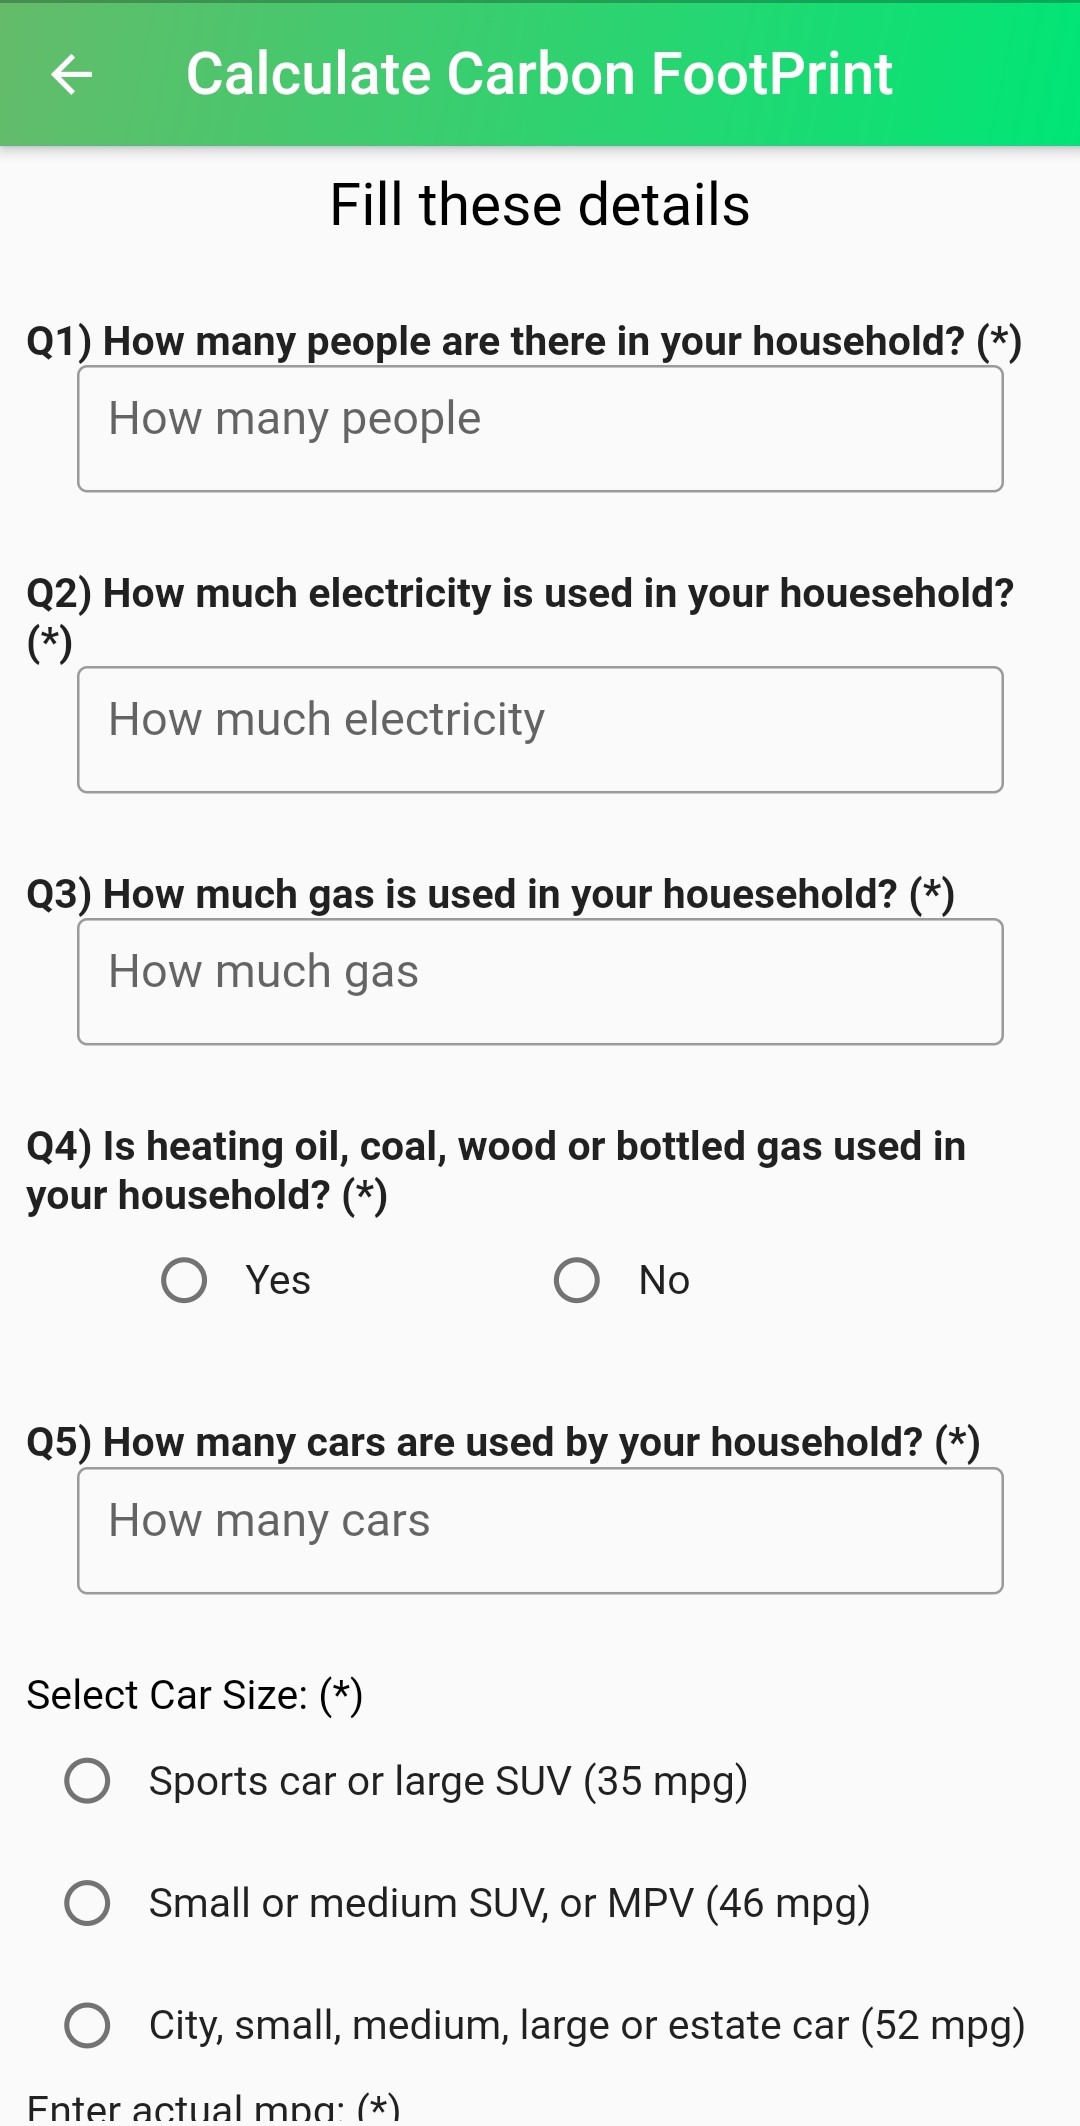 Calculate Carbon FootPrint
Fill these details
Q1) How many people are there in your household? (*)
How many people
Q2) How much electricity is used in your houesehold?
(*)
How much electricity
Q3) How much gas is used in your houesehold? (*)
How much gas
Q4) Is heating oil, coal, wood or bottled gas used in
your household? (*)
Yes No
Q5) How many cars are used by your household? (*)
How many cars
Select Car Size: (*)
Sports car or large SUV (35 mpg)
Small or medium SUV, or MPV (46 mpg)
City, small, medium, large or estate car (52 mpg)
Enter actual mpg: (*)